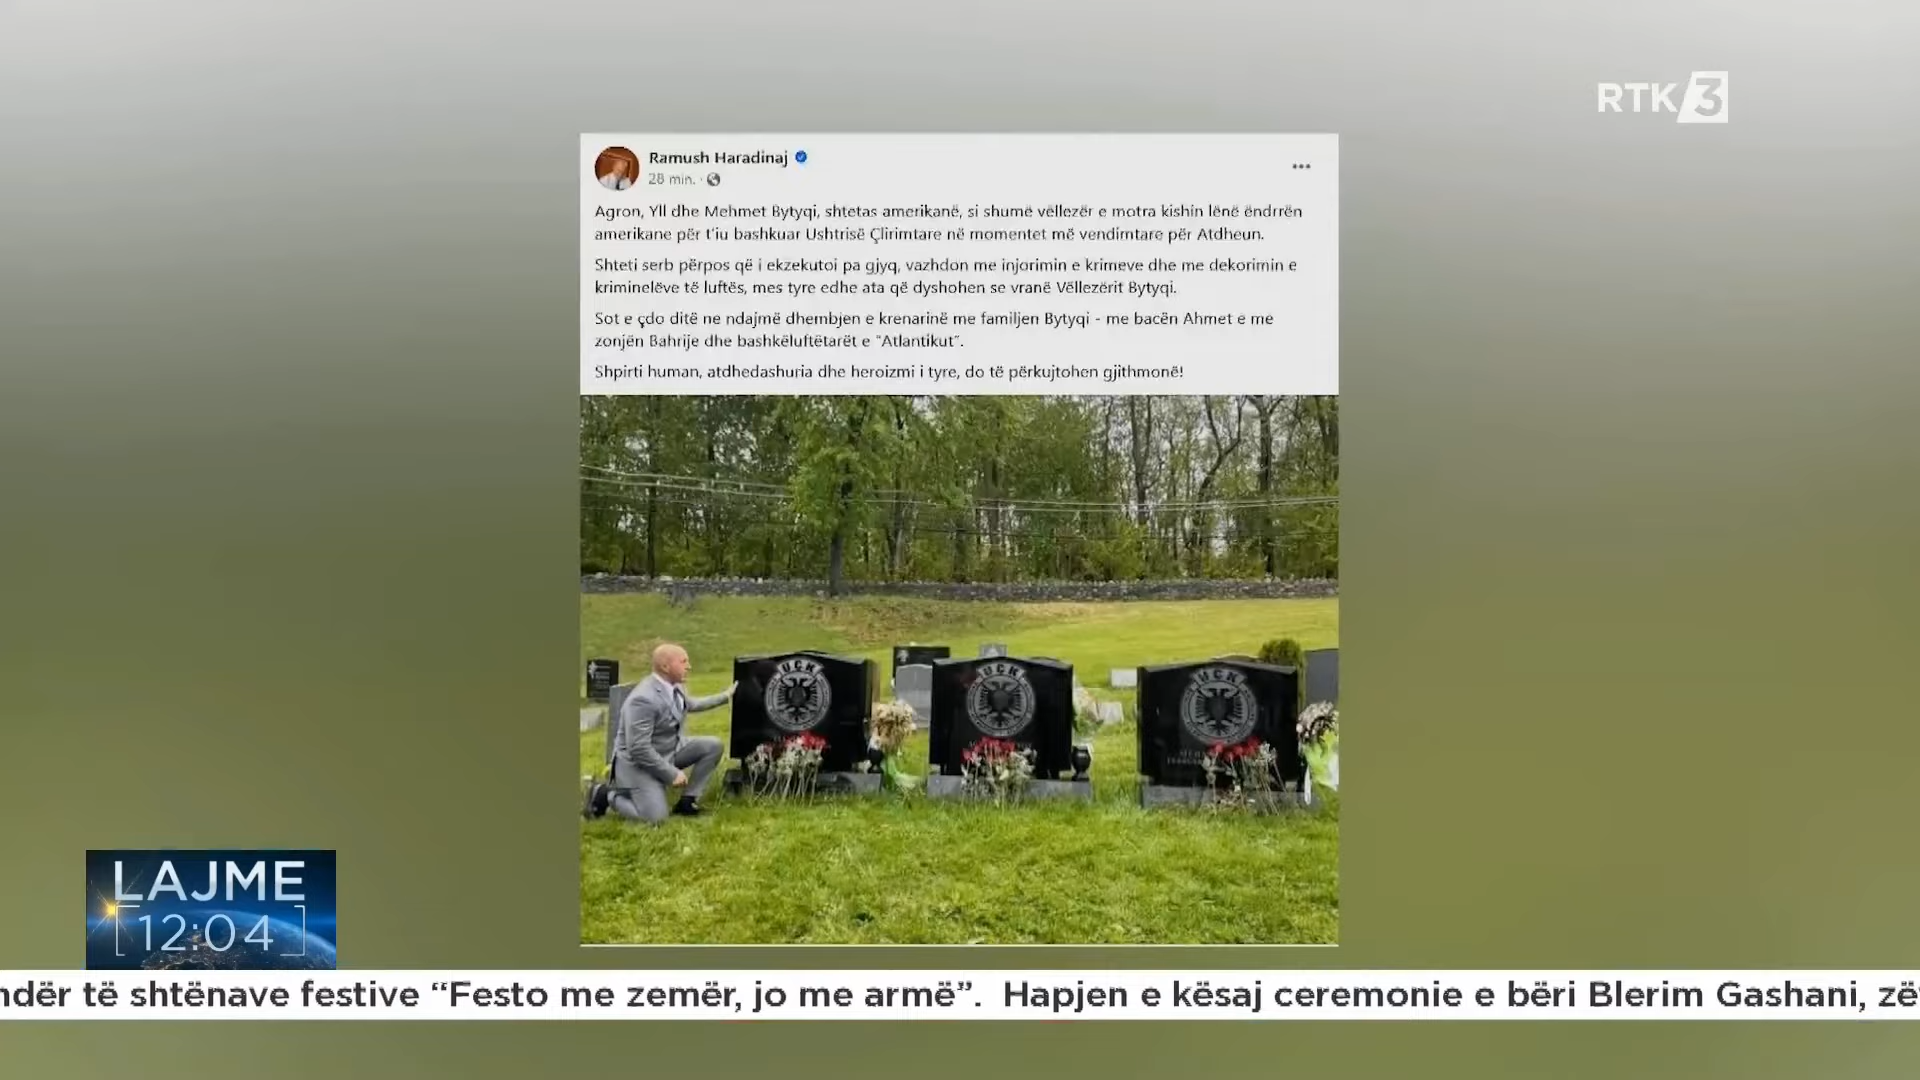 RTK 3
Ramush Haradinaj
28 min. ·
Agron, Yll dhe Mehmet Bytyqi, shtetas amerikanë, si shumë vëllezër e motra kishin lënë ëndrrën
amerikane për t'iu bashkuar Ushtrisë Çlirimtare në momentet më vendimtare për Atdheun.
Shteti serb përpos që i ekzekutoi pa gjyq, vazhdon me injorimin e krimeve dhe me dekorimin e
kriminelëve të luftës, mes tyre edhe ata që dyshohen se vranë Vëllezërit Bytyqi.
Sot e çdo ditë ne ndajmë dhembjen e krenarinë me familjen Bytyqi - me bacën Ahmet e me
zonjën Bahrije dhe bashkëluftëtarët e "Atlantikut".
Shpirti human, atdhedashuria dhe heroizmi i tyre, do të përkujtohen gjithmonë!
UÇK
UÇK
UÇK
LAJME
12:04
ndër të shtënave festive “Festo me zemër, jo me armë”. Hapjen e kësaj ceremonie e bëri Blerim Gashani, zë